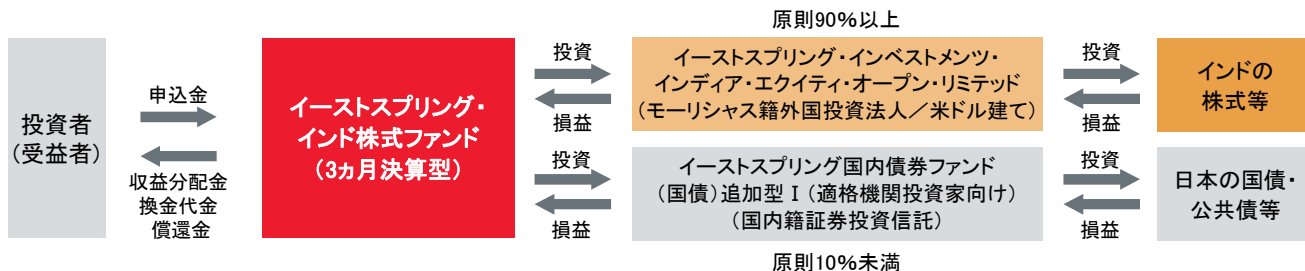 投資者
(受益者)
申込金
収益分配金
換金代金
償還金
イーストスプリング・
インド株式ファンド
(3ヵ月決算型)
投資
損益
投資
損益
原則90%以上
イーストスプリング・インベストメンツ・
インディア・エクイティ・オープン・リミテッド
(モーリシャス籍外国投資法人／米ドル建て)
イーストスプリング国内債券ファンド
(国債)追加型 I (適格機関投資家向け)
(国内籍証券投資信託)
原則10%未満
投資
損益
投資
損益
インドの
株式等
日本の国債・
公共債等